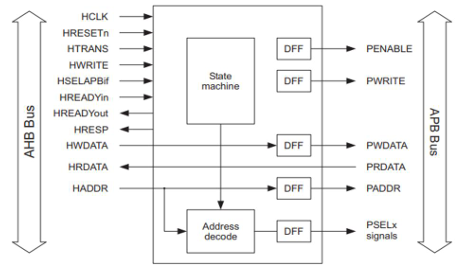 AHB Bus
HCLK
HRESETn
HTRANS
HWRITE
HSELAPBif
HREADYin
HREADYout
HRESP
HWDATA
HRDATA
HADDR
State
machine
Address
decode
DFF
DFF
DFF
DFF
DFF
PENABLE
PWRITE
PWDATA
PRDATA
PADDR
PSELx
signals
APB Bus